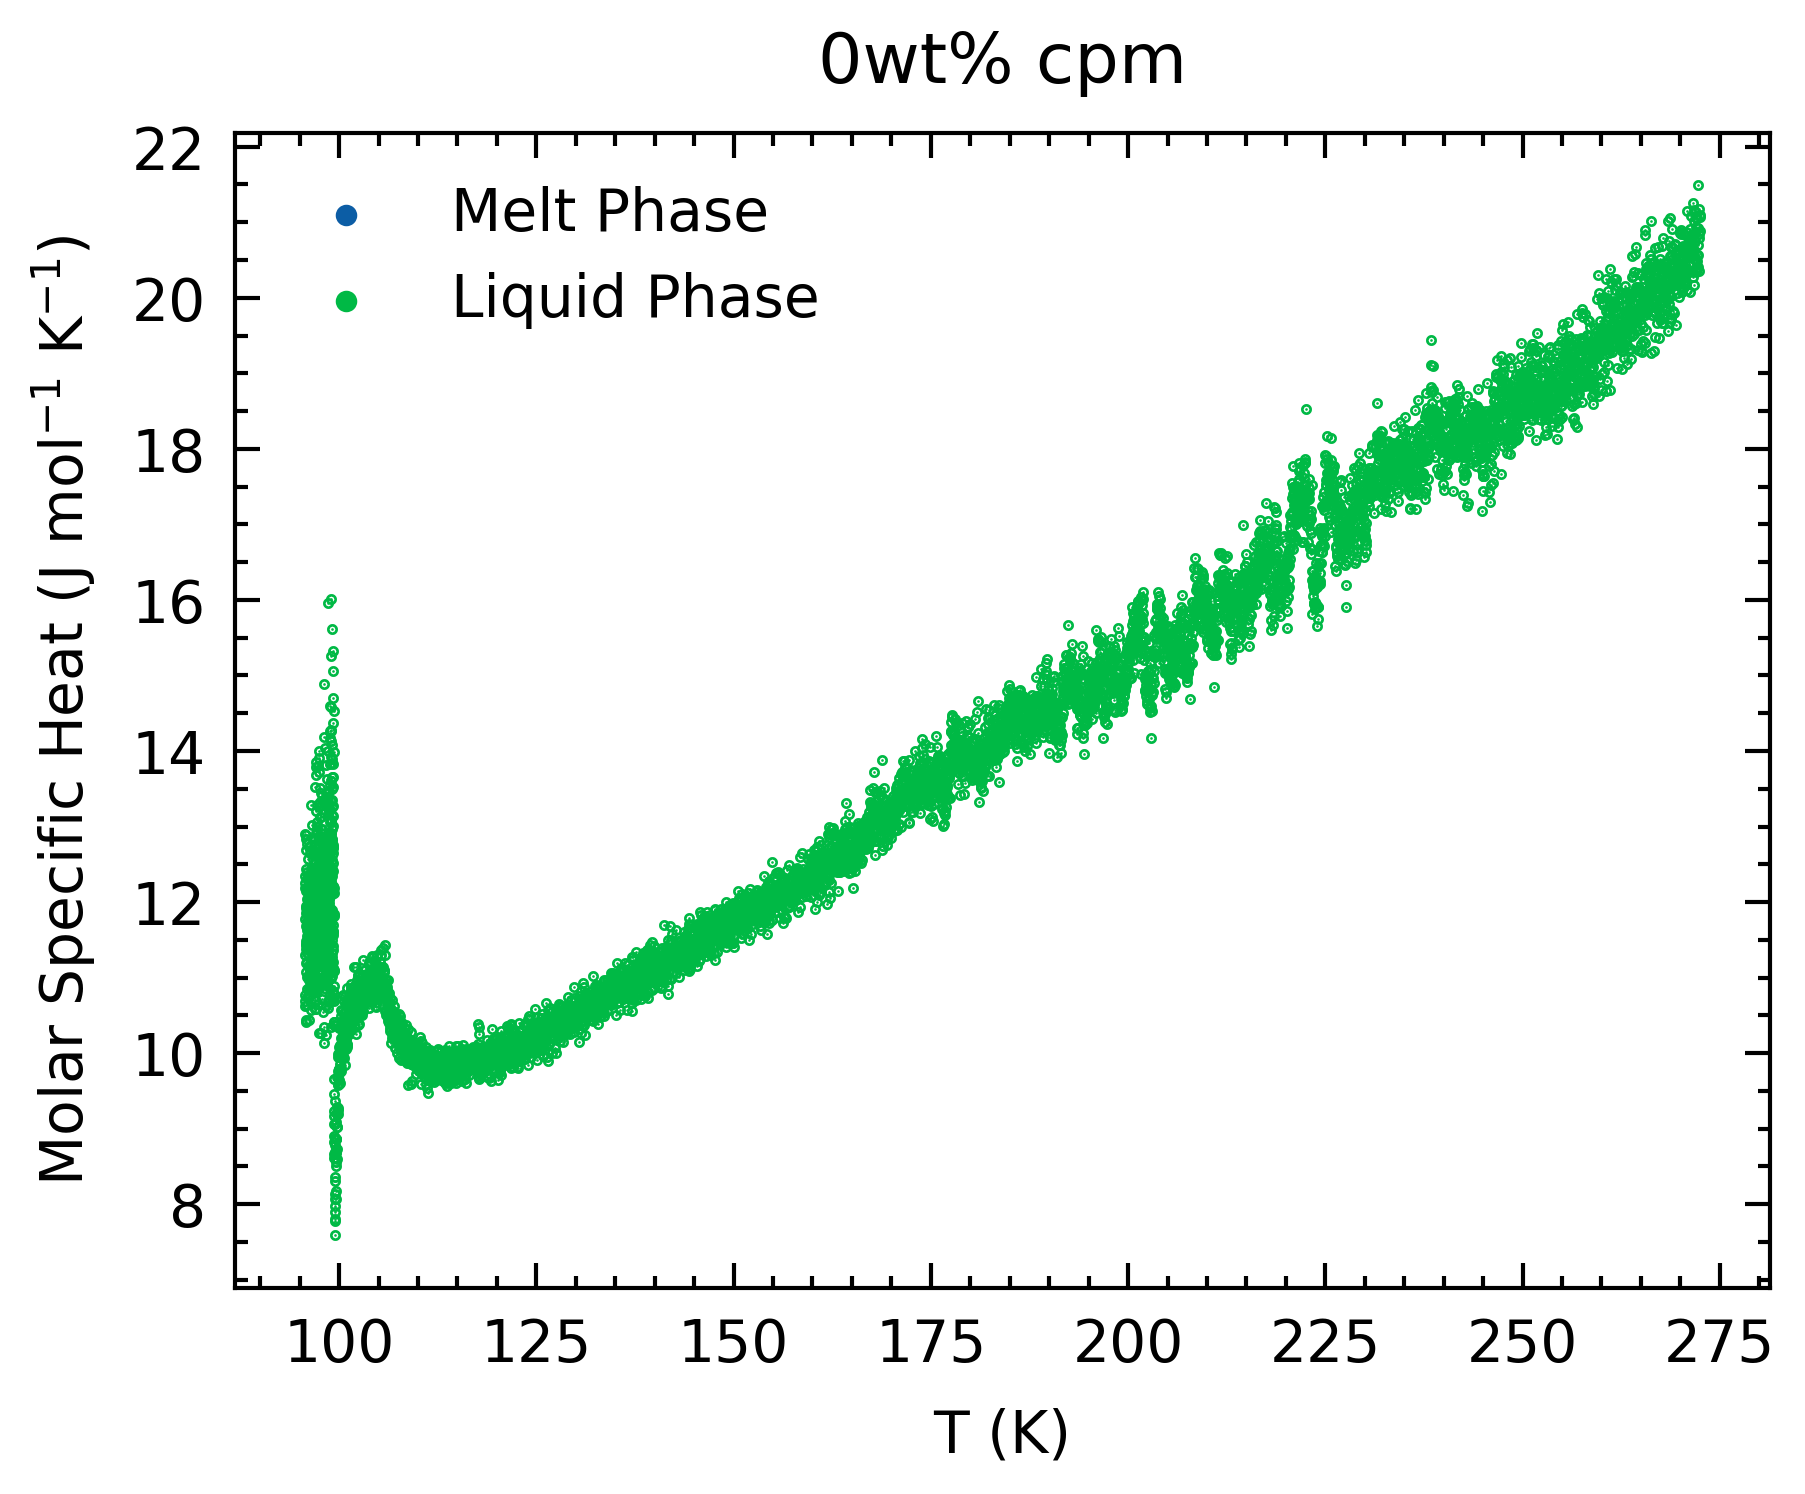 0wt% cpm
Melt Phase
Liquid Phase
Molar Specific Heat (J mol⁻¹ K⁻¹)
22
20
18
16
14
12
10
8
100 125 150 175 200 225 250 275
T (K)